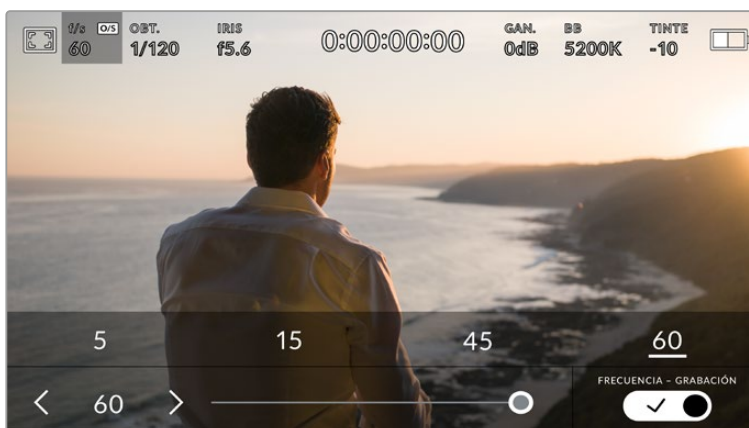 f/s O/S OBT. IRIS GAN. BB TINTE
60 1/120 f5.6 0:00:00:00 0dB 5200K -10
5 15 45 60
FRECUENCIA – GRABACIÓN
60